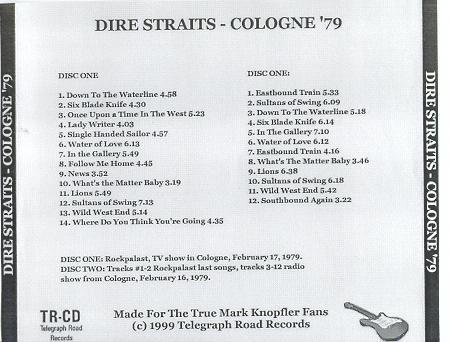 DIRE STRAITS - COLOGNE '79
DIRE STRAITS - COLOGNE '79
DISC ONE
1. Down To The Waterline 4.58
2. Six Blade Knife 4.30
3. Once Upon a Time In The West 5.23
4. Lady Writer 4.03
5. Single Handed Sailor 4.57
6. Water of Love 6.13
7. In the Gallery 5.49
8. Follow Me Home 4.45
9. News 3.52
10. What's the Matter Baby 3.19
11. Lions 5.49
12. Sultans of Swing 7.13
13. Wild West End 5.14
14. Where Do You Think You're Going 4.35
DISC ONE:
1. Eastbound Train 5.33
2. Sultans of Swing 6.09
3. Down To The Waterline 5.18
4. Six Blade Knife 6.14
5. In the Gallery 7.10
6. Water of Love 6.12
7. Eastbound Train 4.16
8. What's The Matter Baby 3.46
9. Lions 6.38
10. Sultans of Swing 6.18
11. Wild West End 5.42
12. Southbound Again 3.22
DISC ONE: Rockpalast, TV show in Cologne, February 17, 1979.
DISC TWO: Tracks #1-2 Rockpalast last songs, tracks 3-12 radio
show from Cologne, February 16, 1979.
TR-CD
Telegraph Road
Records
Made For The True Mark Knopfler Fans
(c) 1999 Telegraph Road Records
DIRE STRAITS - COLOGNE '79